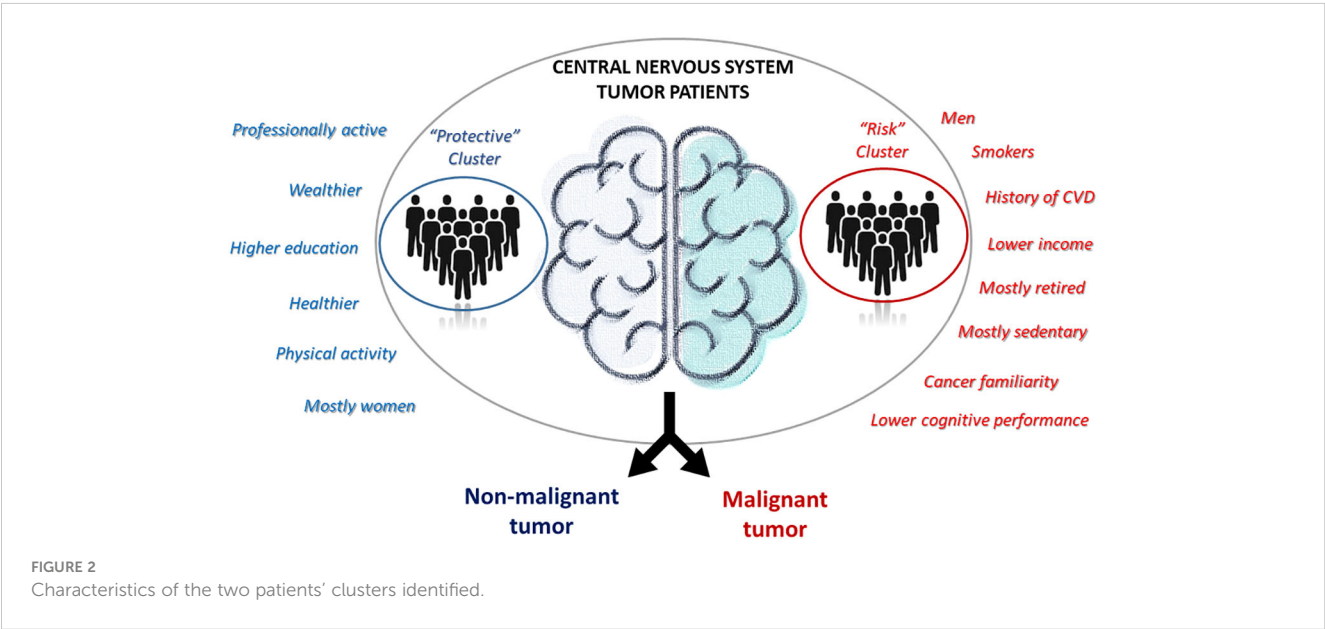 CENTRAL NERVOUS SYSTEM
TUMOR PATIENTS
Professionally active
Wealthier
Higher education
Healthier
Physical activity
Mostly women
“Protective”
Cluster
“Risk”
Cluster
Men
Smokers
History of CVD
Lower income
Mostly retired
Mostly sedentary
Cancer familiarity
Lower cognitive performance
Non-malignant
tumor
Malignant
tumor
FIGURE 2
Characteristics of the two patients’ clusters identified.